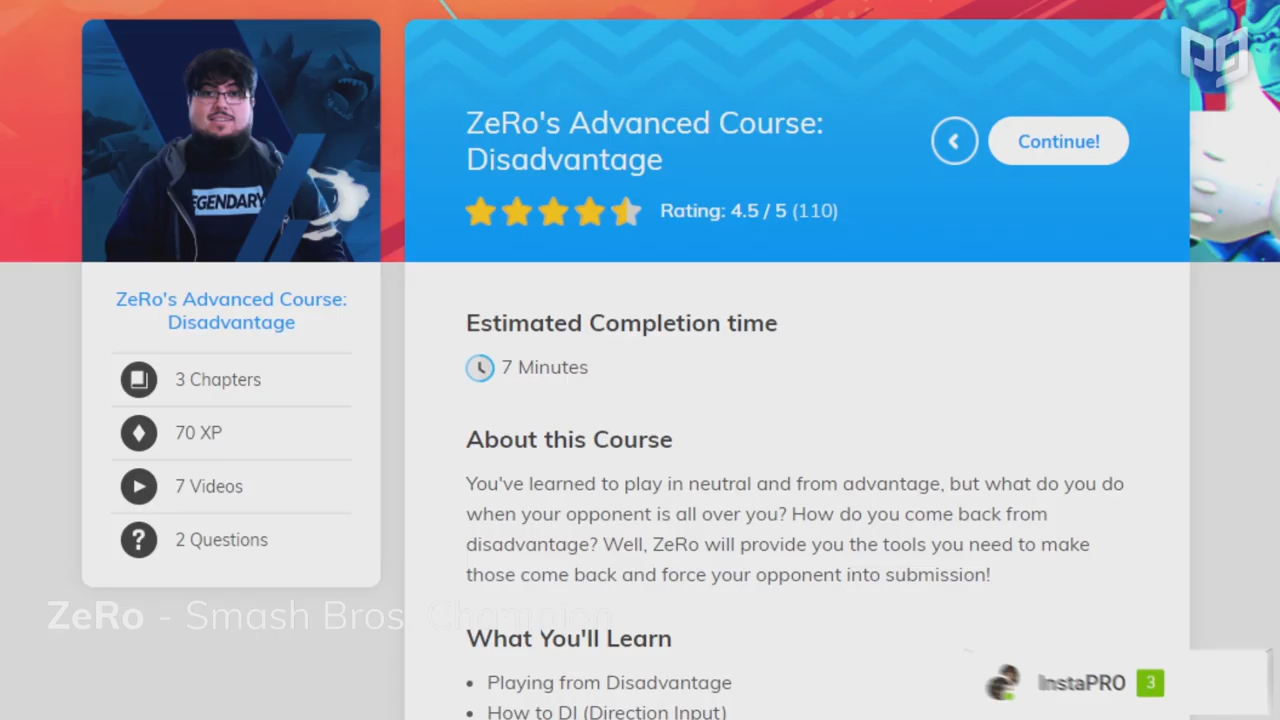 PG
ZeRo's Advanced Course:
Disadvantage
Continue!
Rating: 4.5 / 5 (110)
EGENDARY
ZeRo's Advanced Course:
Disadvantage
3 Chapters
70 XP
7 Videos
2 Questions
Estimated Completion time
7 Minutes
About this Course
You've learned to play in neutral and from advantage, but what do you do
when your opponent is all over you? How do you come back from
disadvantage? Well, ZeRo will provide you the tools you need to make
those come back and force your opponent into submission!
ZeRo - Smash Bros. Champion
What You'll Learn
• Playing from Disadvantage
• How to DI (Direction Input)
InstaPRO 3